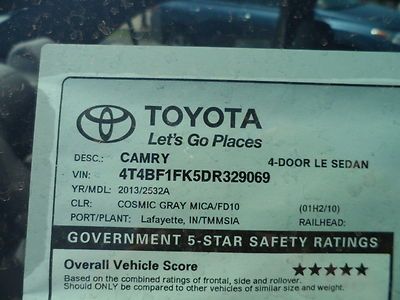 TOYOTA
Let's Go Places
DESC.: CAMRY 4-DOOR LE SEDAN
VIN: 4T4BF1FK5DR329069
YR/MDL: 2013/2532A
CLR: COSMIC GRAY MICA/FD10 (01H2/10)
PORT/PLANT: Lafayette, IN/TMMSIA RAILHEAD:
GOVERNMENT 5-STAR SAFETY RATINGS
Overall Vehicle Score ★★★★★
Based on the combined ratings of frontal, side and rollover.
Should ONLY be compared to other vehicles of similar size and weight.